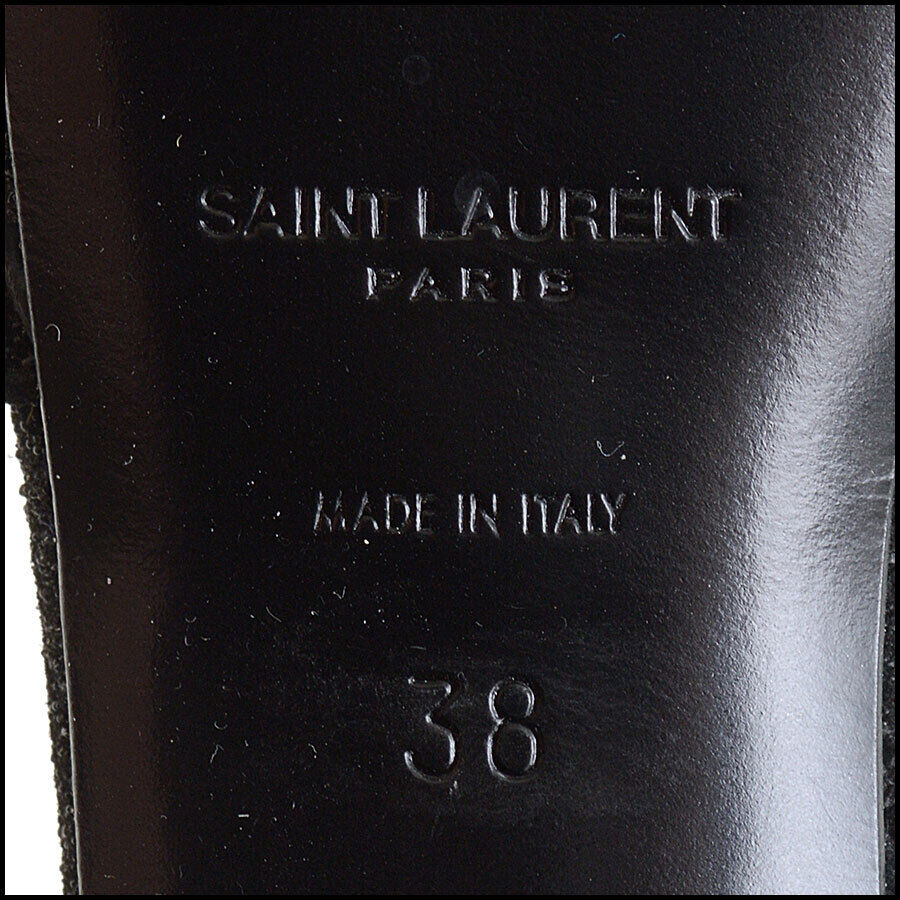 SAINT LAURENT
PARIS
MADE IN ITALY
38